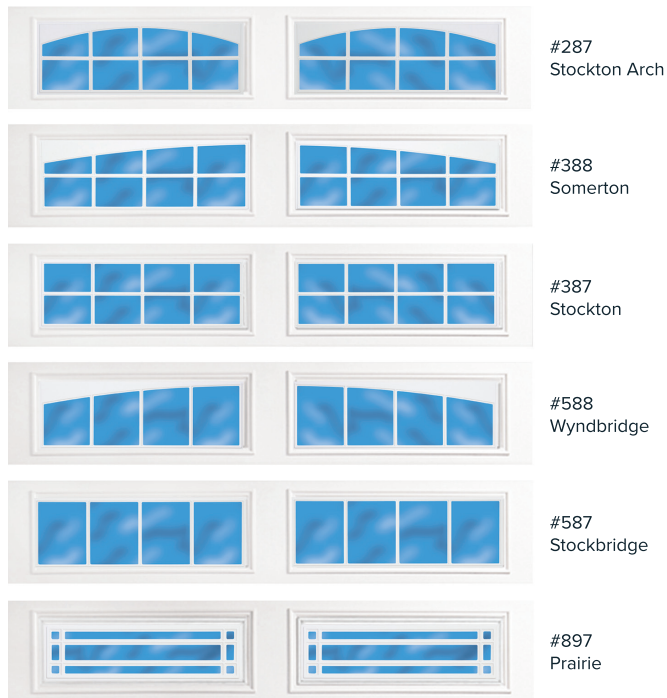 #287
Stockton Arch
#388
Somerton
#387
Stockton
#588
Wyndbridge
#587
Stockbridge
#897
Prairie